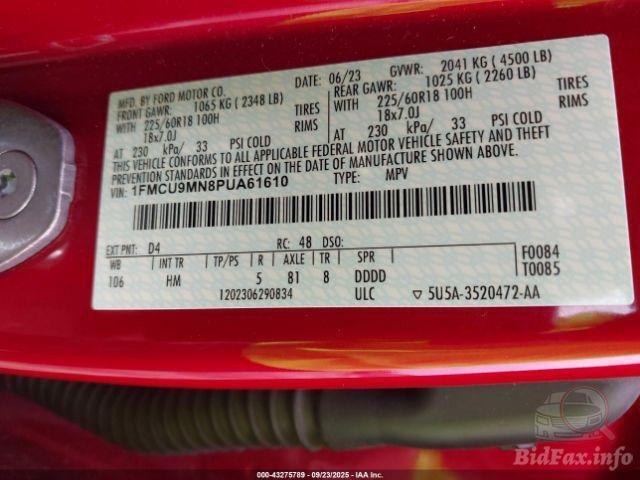 MFD. BY FORD MOTOR CO. DATE: 06/23 GVWR: 2041 KG ( 4500 LB)
FRONT GAWR: 1065 KG ( 2348 LB) REAR GAWR: 1025 KG ( 2260 LB)
WITH 225/60R18 100H TIRES WITH 225/60R18 100H TIRES
18x7.0J RIMS 18x7.0J RIMS
AT 230 kPa/ 33 PSI COLD AT 230 kPa/ 33 PSI COLD
THIS VEHICLE CONFORMS TO ALL APPLICABLE FEDERAL MOTOR VEHICLE SAFETY AND THEFT
PREVENTION STANDARDS IN EFFECT ON THE DATE OF MANUFACTURE SHOWN ABOVE.
VIN: 1FMCU9MN8PUA61610 TYPE: MPV
EXT PNT: D4 RC: 48 DSO: F0084
WB INT TR TP/PS R AXLE TR SPR T0085
106 HM 5 81 8 DDDD
1202306290834 ULC 5U5A-3520472-AA
BidFax.info
000-43275789 - 09/23/2025 - IAA Inc.